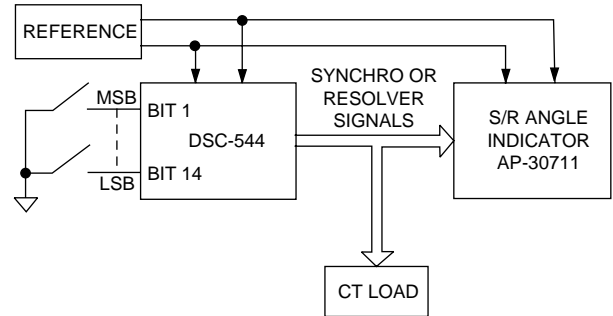 REFERENCE
SYNCHRO OR
RESOLVER
SIGNALS
MSB
BIT 1
DSC-544
S/R ANGLE
INDICATOR
AP-30711
BIT 14
LSB
CT LOAD